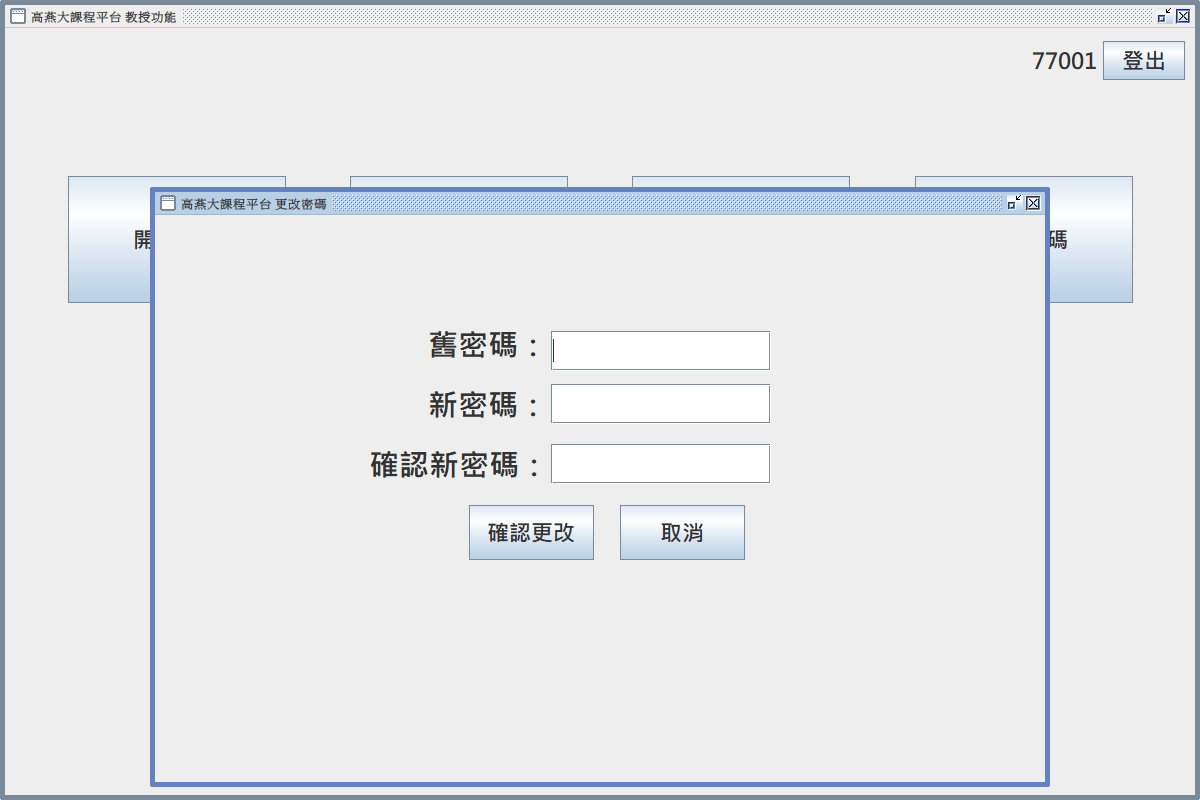 高燕大課程平台 教授功能
77001 登出
開
碼
高燕大課程平台 更改密碼
舊密碼：
新密碼：
確認新密碼：
確認更改 取消